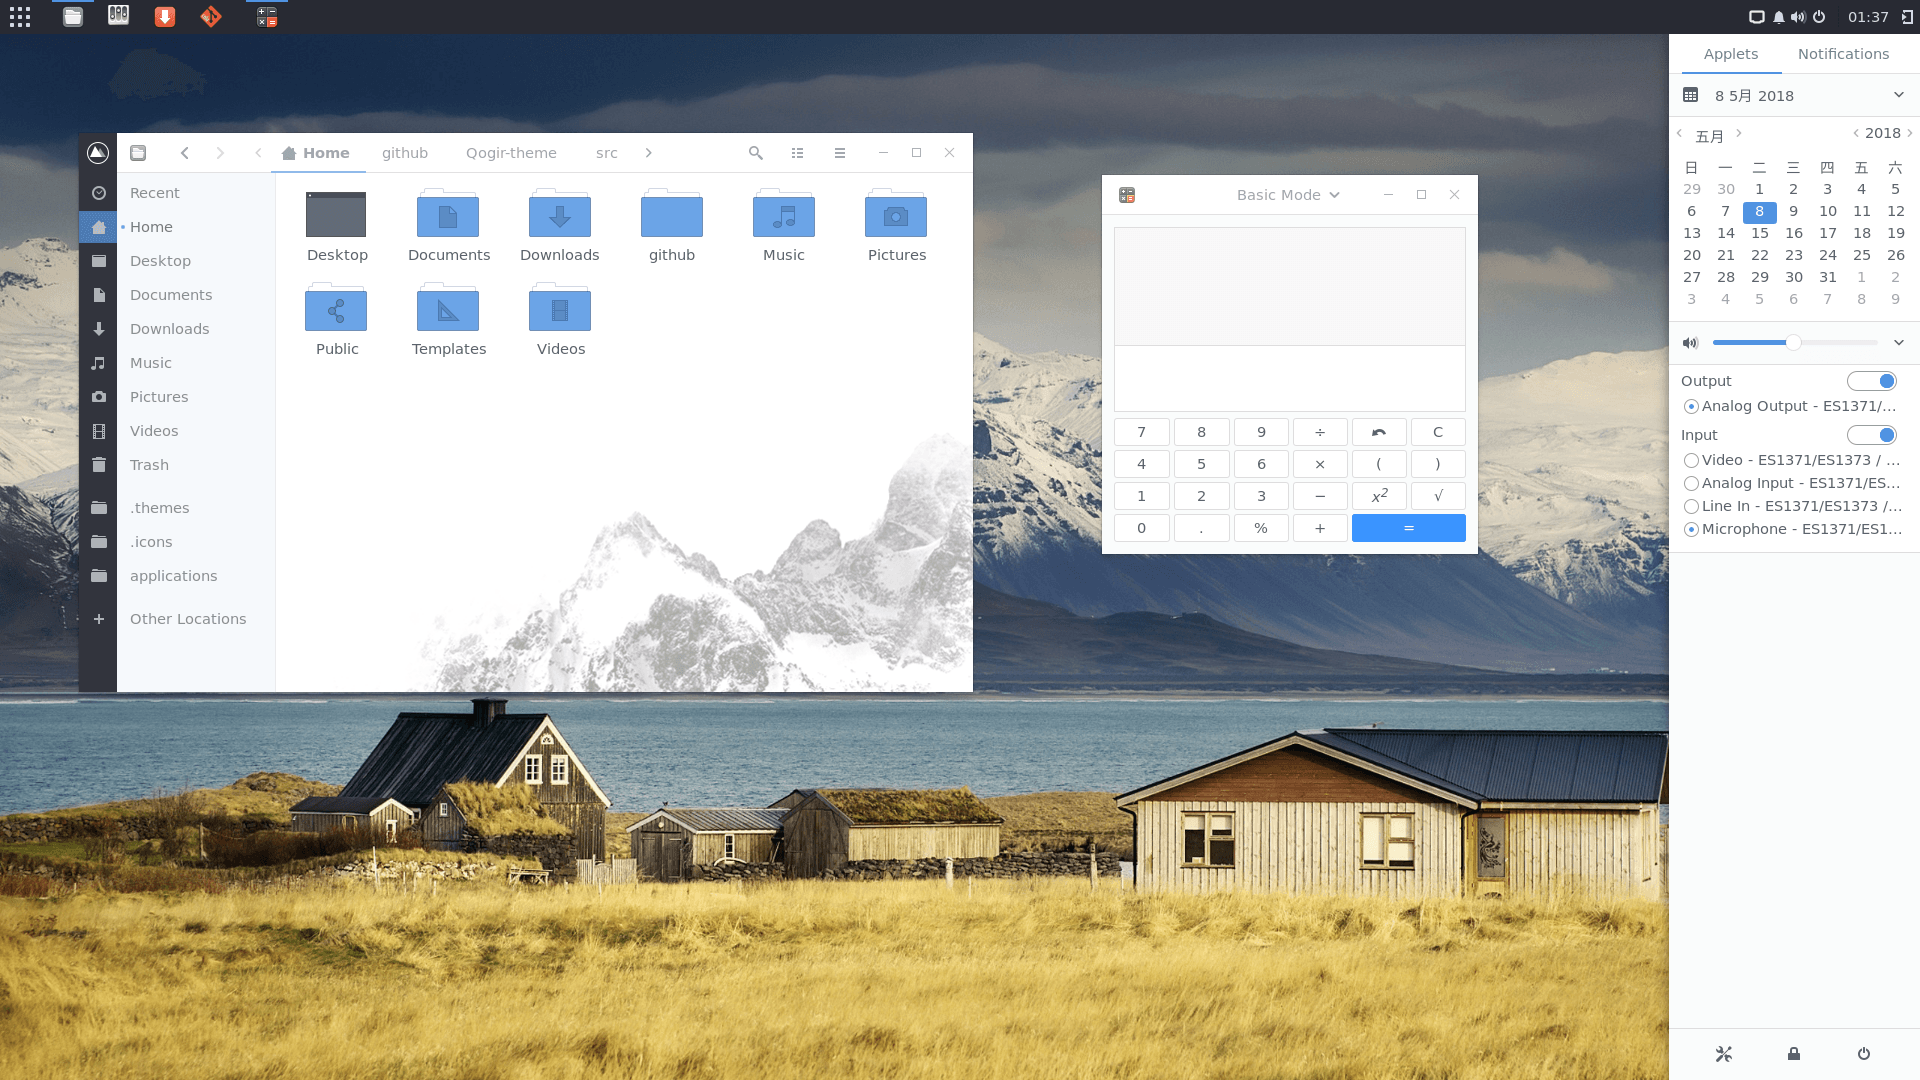 01:37
Home github Qogir-theme src
Recent
Home
Desktop
Documents
Downloads
Music
Pictures
Videos
Trash
.themes
.icons
applications
Other Locations
Desktop Documents Downloads github Music Pictures
Public Templates Videos
Basic Mode
7 8 9 ÷ C
4 5 6 × ( )
1 2 3 − x² √
0 . % + =
Applets Notifications
8 5月 2018
五月 2018
日 一 二 三 四 五 六
29 30 1 2 3 4 5
6 7 8 9 10 11 12
13 14 15 16 17 18 19
20 21 22 23 24 25 26
27 28 29 30 31 1 2
3 4 5 6 7 8 9
Output
Analog Output - ES1371/...
Input
Video - ES1371/ES1373 / ...
Analog Input - ES1371/ES...
Line In - ES1371/ES1373 /...
Microphone - ES1371/ES1...